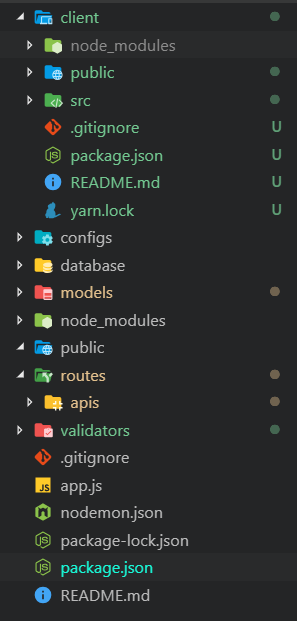 client
node_modules
public
src
.gitignore U
package.json U
README.md U
yarn.lock U
configs
database
models
node_modules
public
routes
apis
validators
.gitignore
JS app.js
nodemon.json
package-lock.json
package.json
README.md